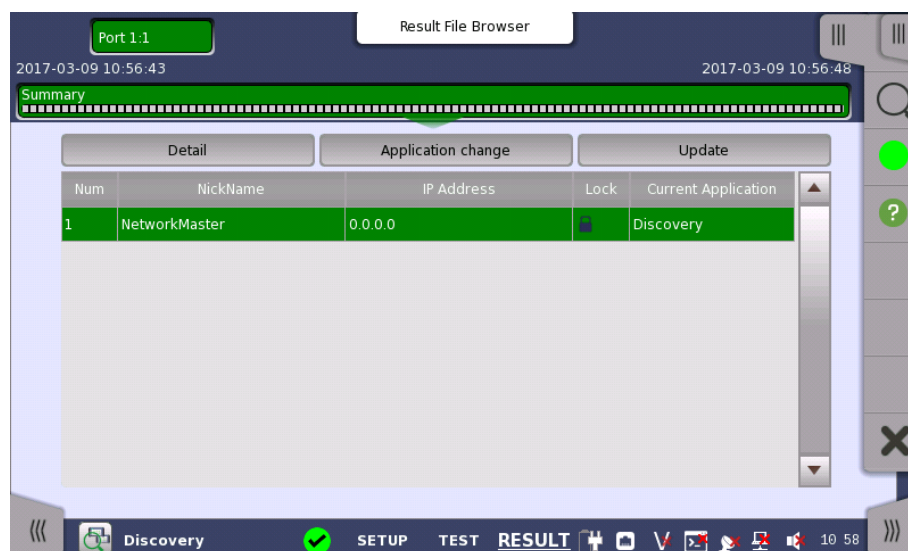 Port 1:1
Result File Browser
2017-03-09 10:56:43
2017-03-09 10:56:48
Summary
Detail
Application change
Update
Num NickName IP Address Lock Current Application
1 NetworkMaster 0.0.0.0 Discovery
Discovery
SETUP TEST RESULT
10 58